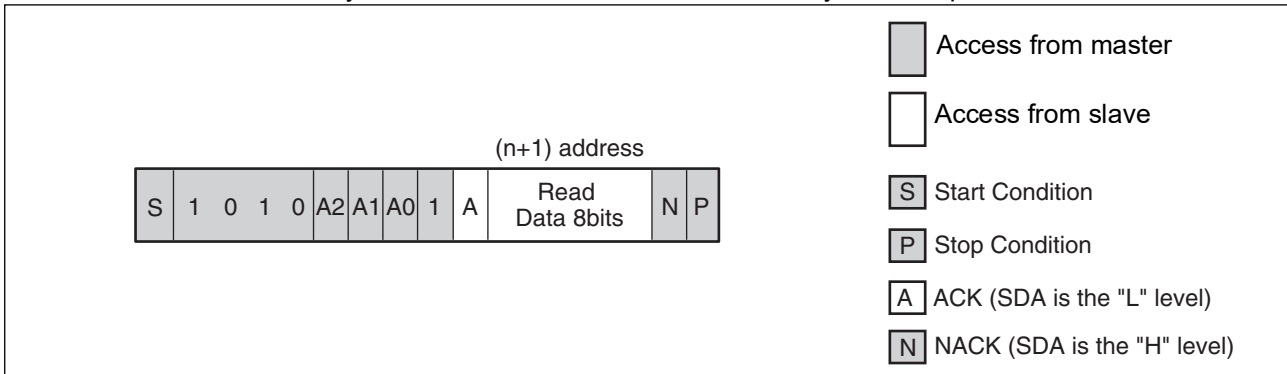 (n+1) address
S 1 0 1 0 A2 A1 A0 1 A Read Data 8bits N P
Access from master
Access from slave
S Start Condition
P Stop Condition
A ACK (SDA is the "L" level)
N NACK (SDA is the "H" level)